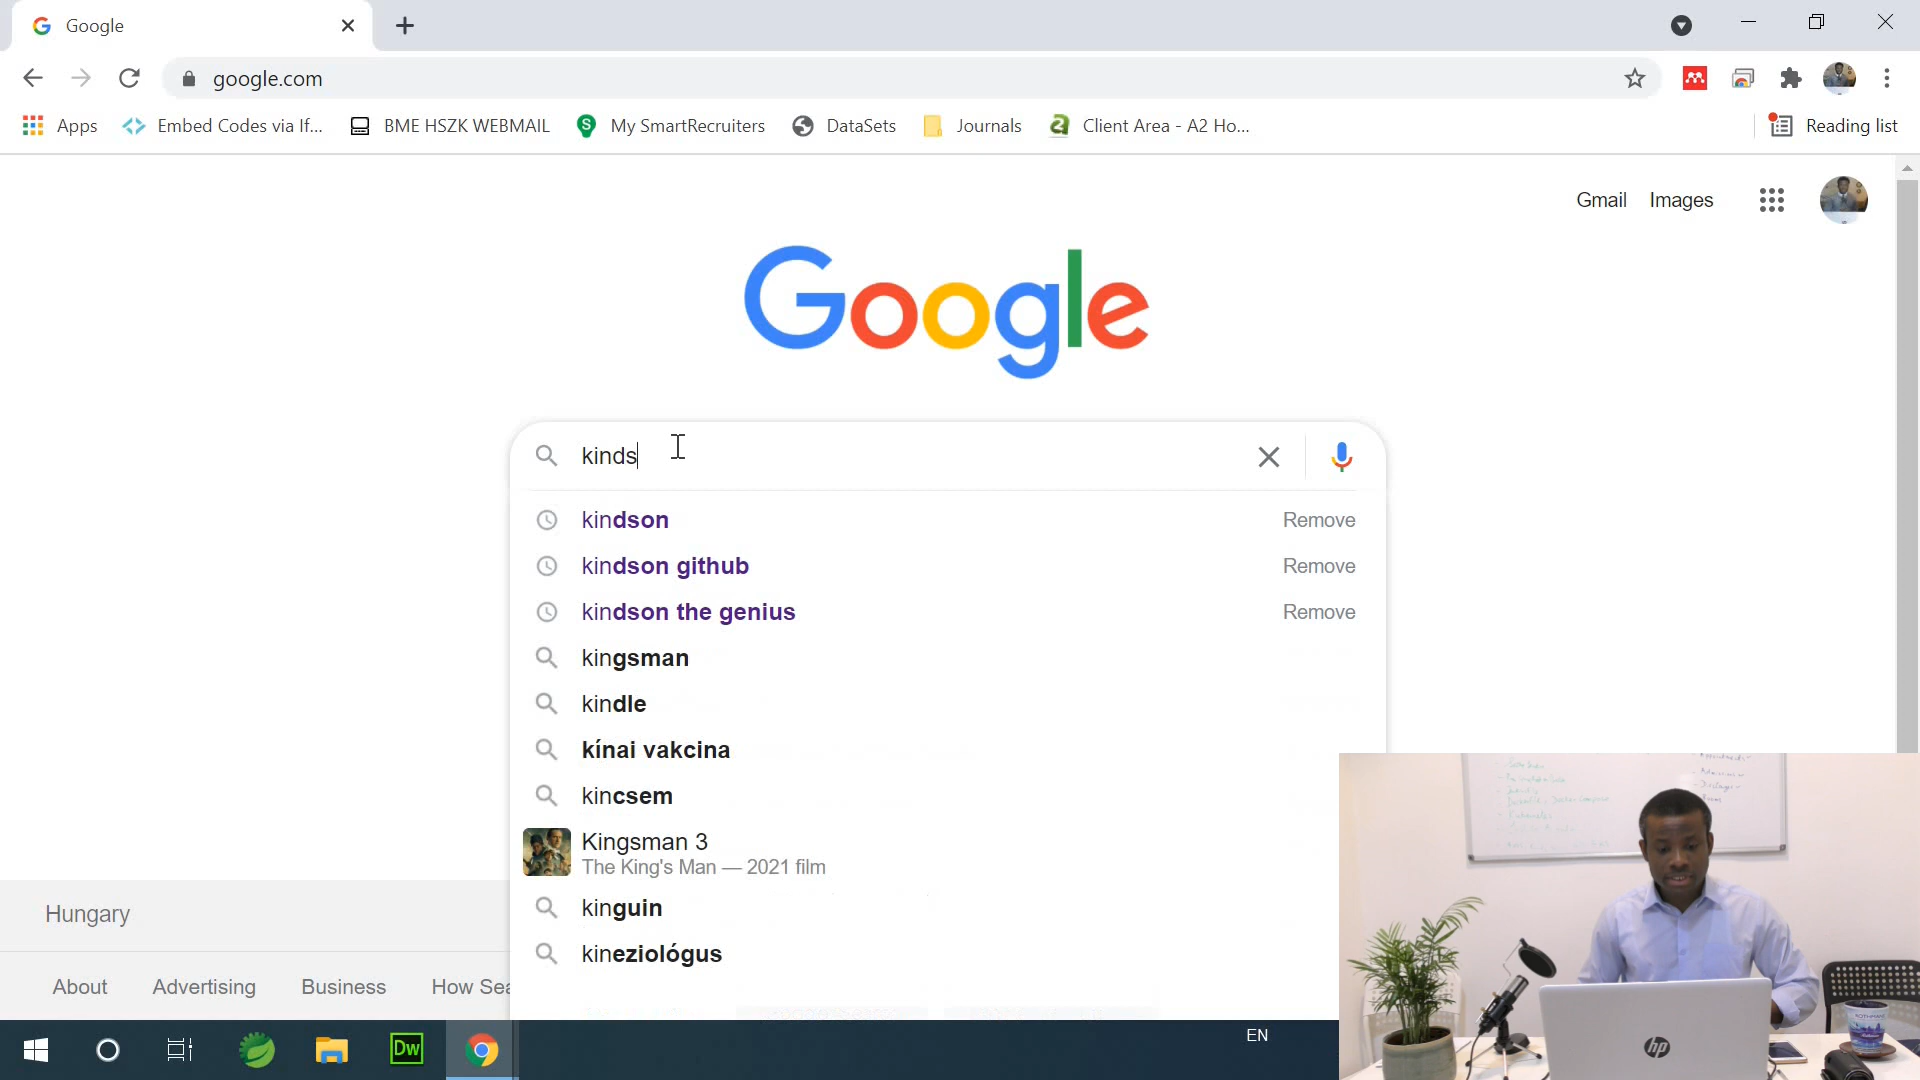 Google
google.com
Apps
Embed Codes via If...
BME HSZK WEBMAIL
My SmartRecruiters
DataSets
Journals
Client Area - A2 Ho...
Reading list
Gmail
Images
Google
kinds
kindson
Remove
kindson github
Remove
kindson the genius
Remove
kingsman
kindle
kínai vakcina
kincsem
Kingsman 3
The King's Man — 2021 film
kinguin
kineziológus
Hungary
About
Advertising
Business
How Sea
Dw
EN
hp